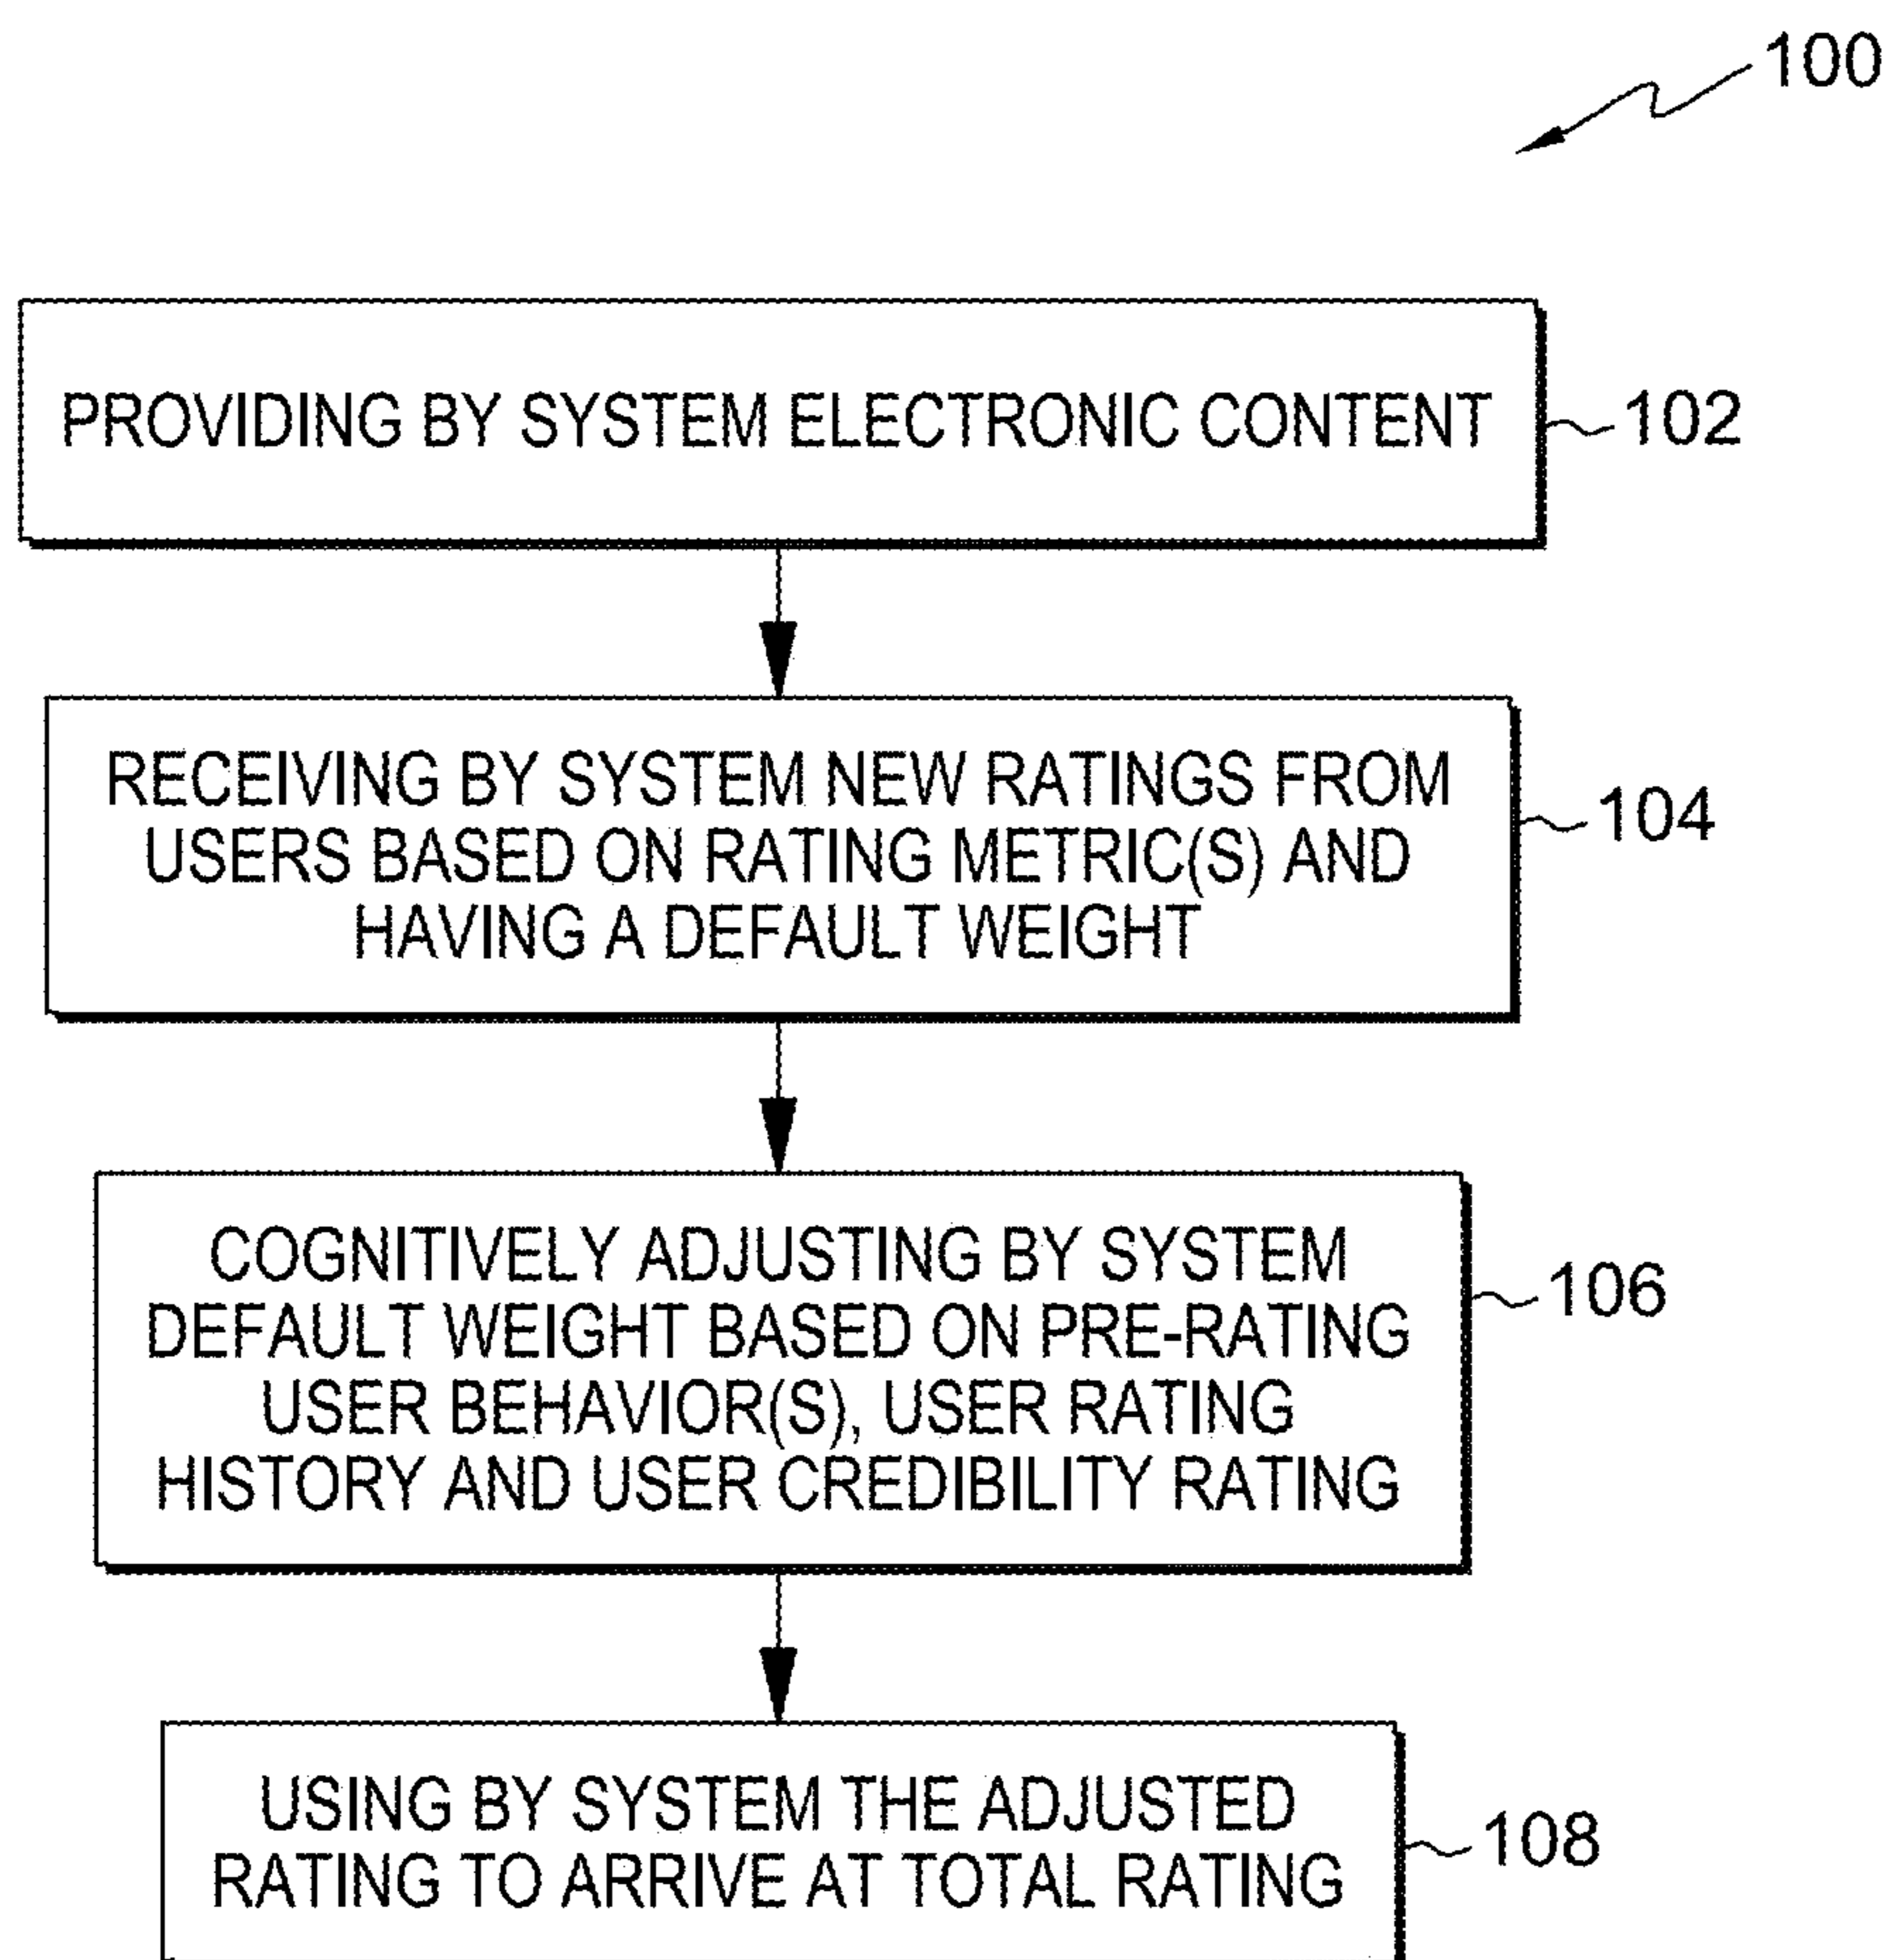 100
PROVIDING BY SYSTEM ELECTRONIC CONTENT
102
RECEIVING BY SYSTEM NEW RATINGS FROM
USERS BASED ON RATING METRIC(S) AND
HAVING A DEFAULT WEIGHT
104
COGNITIVELY ADJUSTING BY SYSTEM
DEFAULT WEIGHT BASED ON PRE-RATING
USER BEHAVIOR(S), USER RATING
HISTORY AND USER CREDIBILITY RATING
106
USING BY SYSTEM THE ADJUSTED
RATING TO ARRIVE AT TOTAL RATING
108